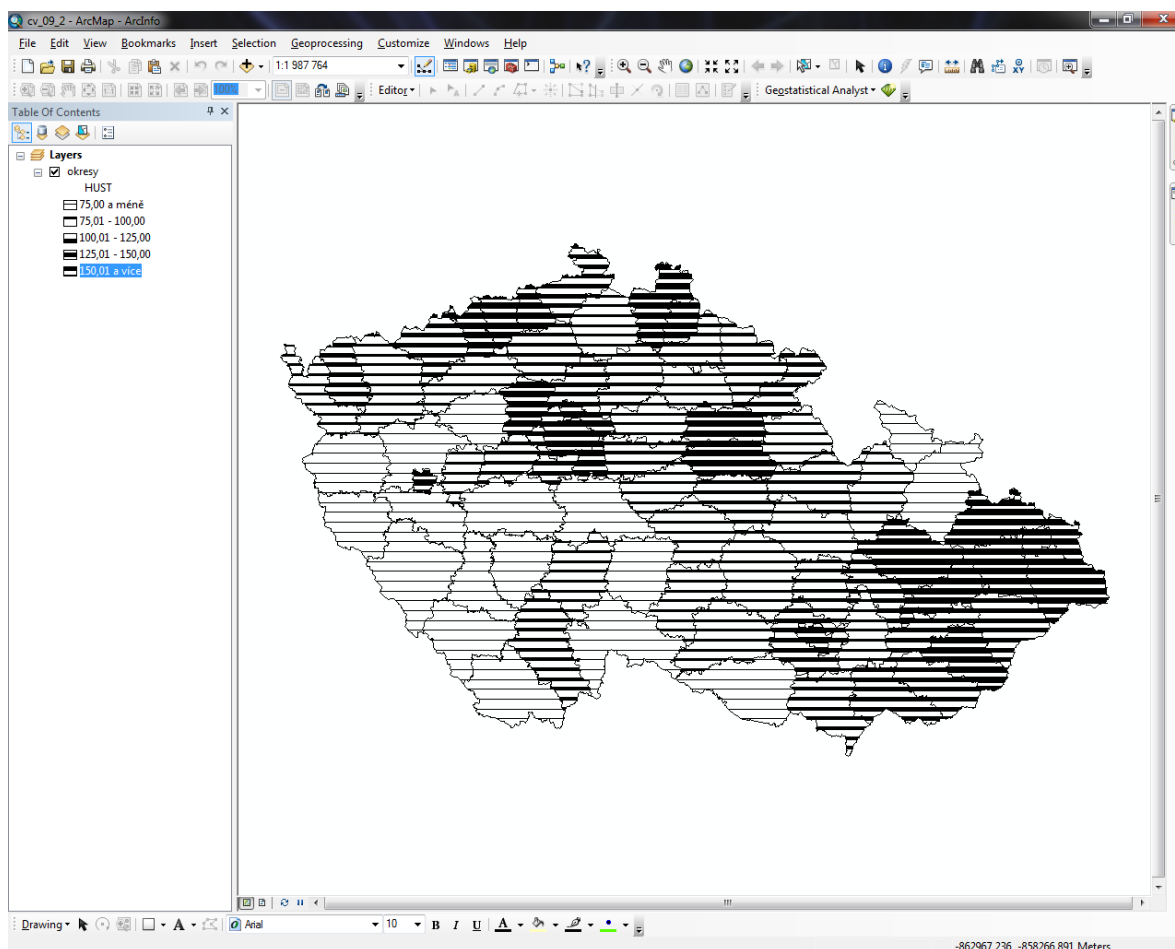 cv_09_2 - ArcMap - ArcInfo
File Edit View Bookmarks Insert Selection Geoprocessing Customize Windows Help
1:1 987 764
100% Editor Geostatistical Analyst
Table Of Contents
Layers
okresy
HUST
75,00 a méně
75,01 - 100,00
100,01 - 125,00
125,01 - 150,00
150,01 a více
Drawing A Arial 10 B I U A
-862967,236 -858266,891 Meters